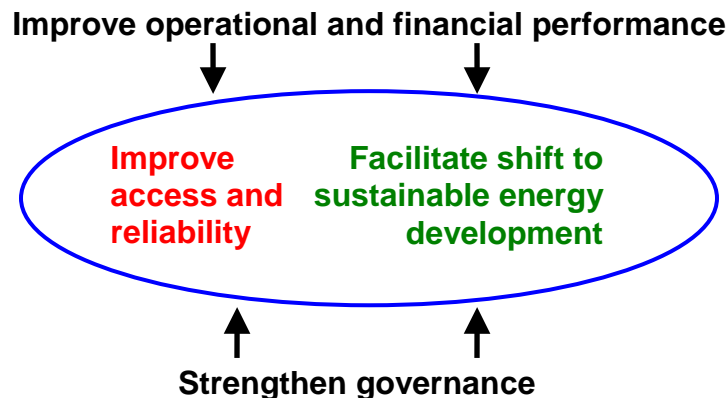 Improve operational and financial performance
Improve
access and
reliability
Facilitate shift to
sustainable energy
development
Strengthen governance